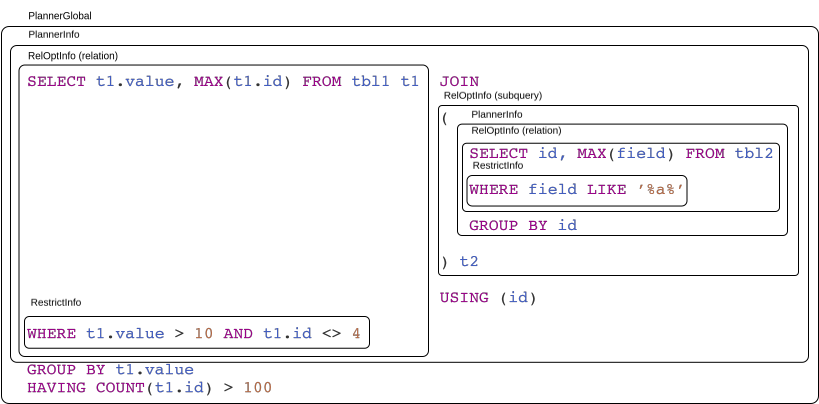 PlannerGlobal
PlannerInfo
RelOptInfo (relation)
SELECT t1.value, MAX(t1.id) FROM tbl1 t1 JOIN
RelOptInfo (subquery)
(
PlannerInfo
RelOptInfo (relation)
SELECT id, MAX(field) FROM tbl2
RestrictInfo
WHERE field LIKE '%a%'
GROUP BY id
) t2
USING (id)
RestrictInfo
WHERE t1.value > 10 AND t1.id <> 4
GROUP BY t1.value
HAVING COUNT(t1.id) > 100